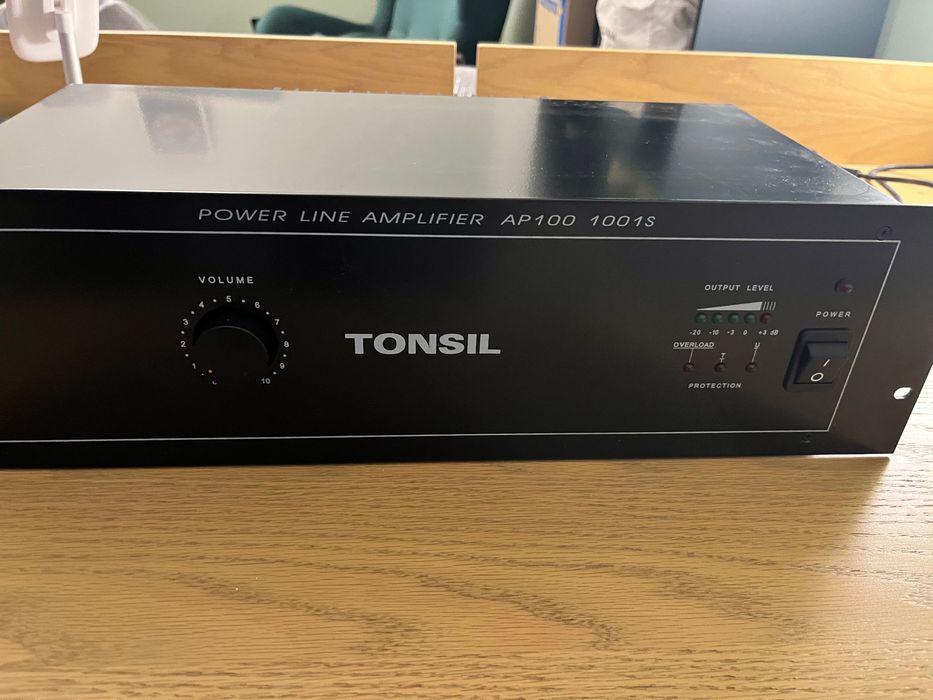 POWER LINE AMPLIFIER AP100 1001S
VOLUME
0 1 2 3 4 5 6 7 8 9 10
TONSIL
OUTPUT LEVEL
-20 -10 -3 0 +3 dB
OVERLOAD T U
PROTECTION
POWER
I
O